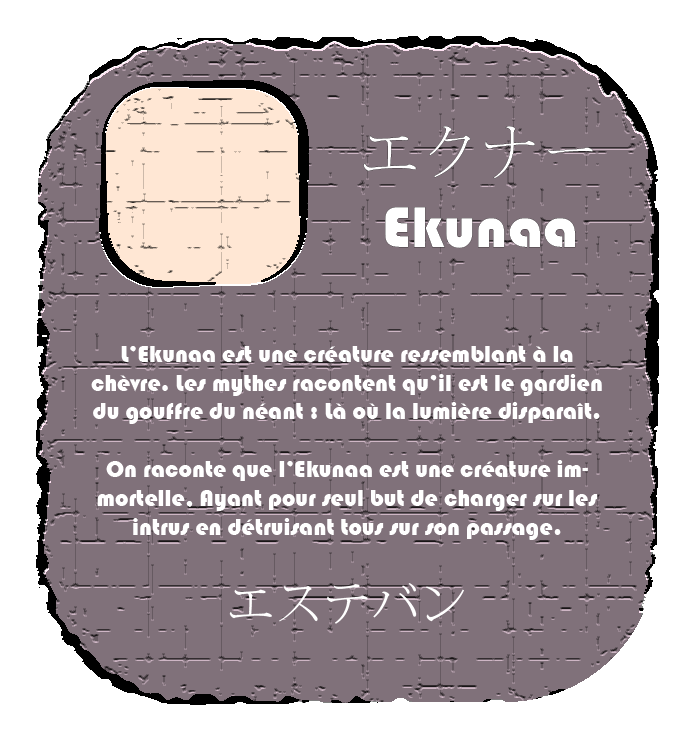 エクナー
Ekunaa
L'Ekunaa est une créature ressemblant à la
chèvre. Les mythes racontent qu'il est le gardien
du gouffre du néant : Là où la lumière disparaît.
On raconte que l'Ekunaa est une créature im-
mortelle, Ayant pour seul but de charger sur les
intrus en détruisant tous sur son passage.
エステバン